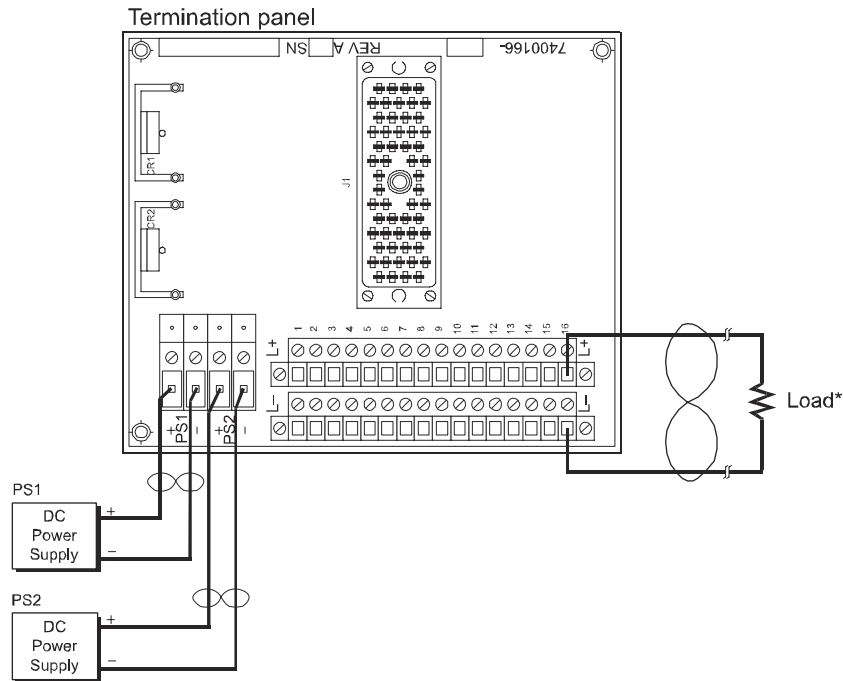 Termination panel
SN REV A 7400166-
CR1
J1
CR2
1 2 3 4 5 6 7 8 9 10 11 12 13 14 15 16
L+ L+
L− L−
Load*
+ − + −
PS1 PS2
PS1
DC
Power
Supply
+
−
PS2
DC
Power
Supply
+
−